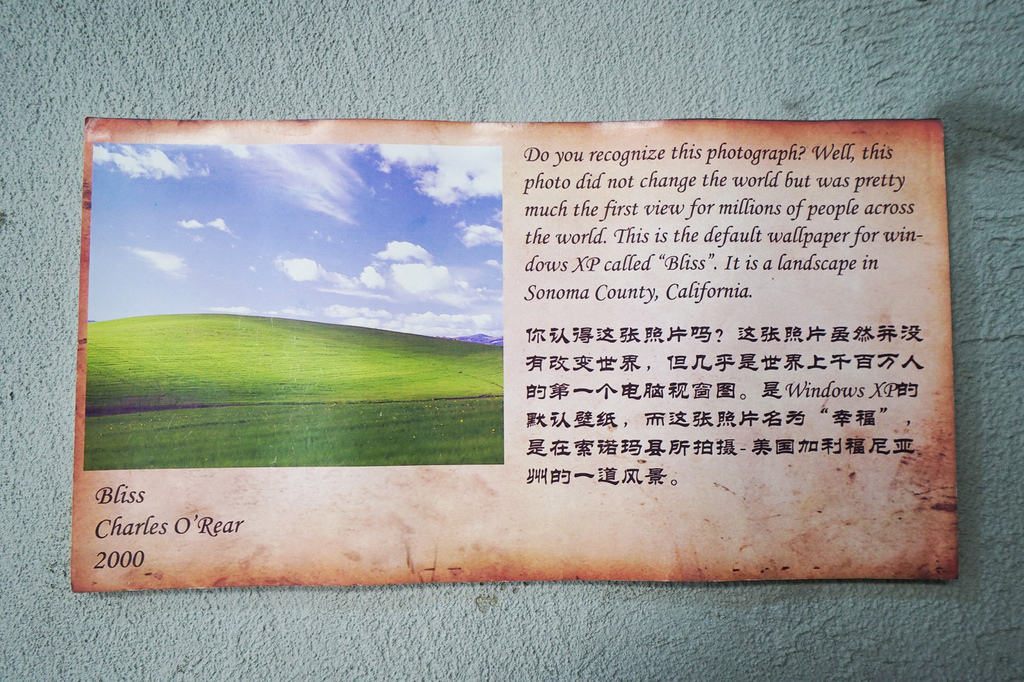 Do you recognize this photograph? Well, this
photo did not change the world but was pretty
much the first view for millions of people across
the world. This is the default wallpaper for win-
dows XP called “Bliss”. It is a landscape in
Sonoma County, California.
你认得这张照片吗？这张照片虽然并没
有改变世界，但几乎是世界上千百万人
的第一个电脑视窗图。是Windows XP的
默认壁纸，而这张照片名为“幸福”，
是在索诺玛县所拍摄-美国加利福尼亚
州的一道风景。
Bliss
Charles O’Rear
2000